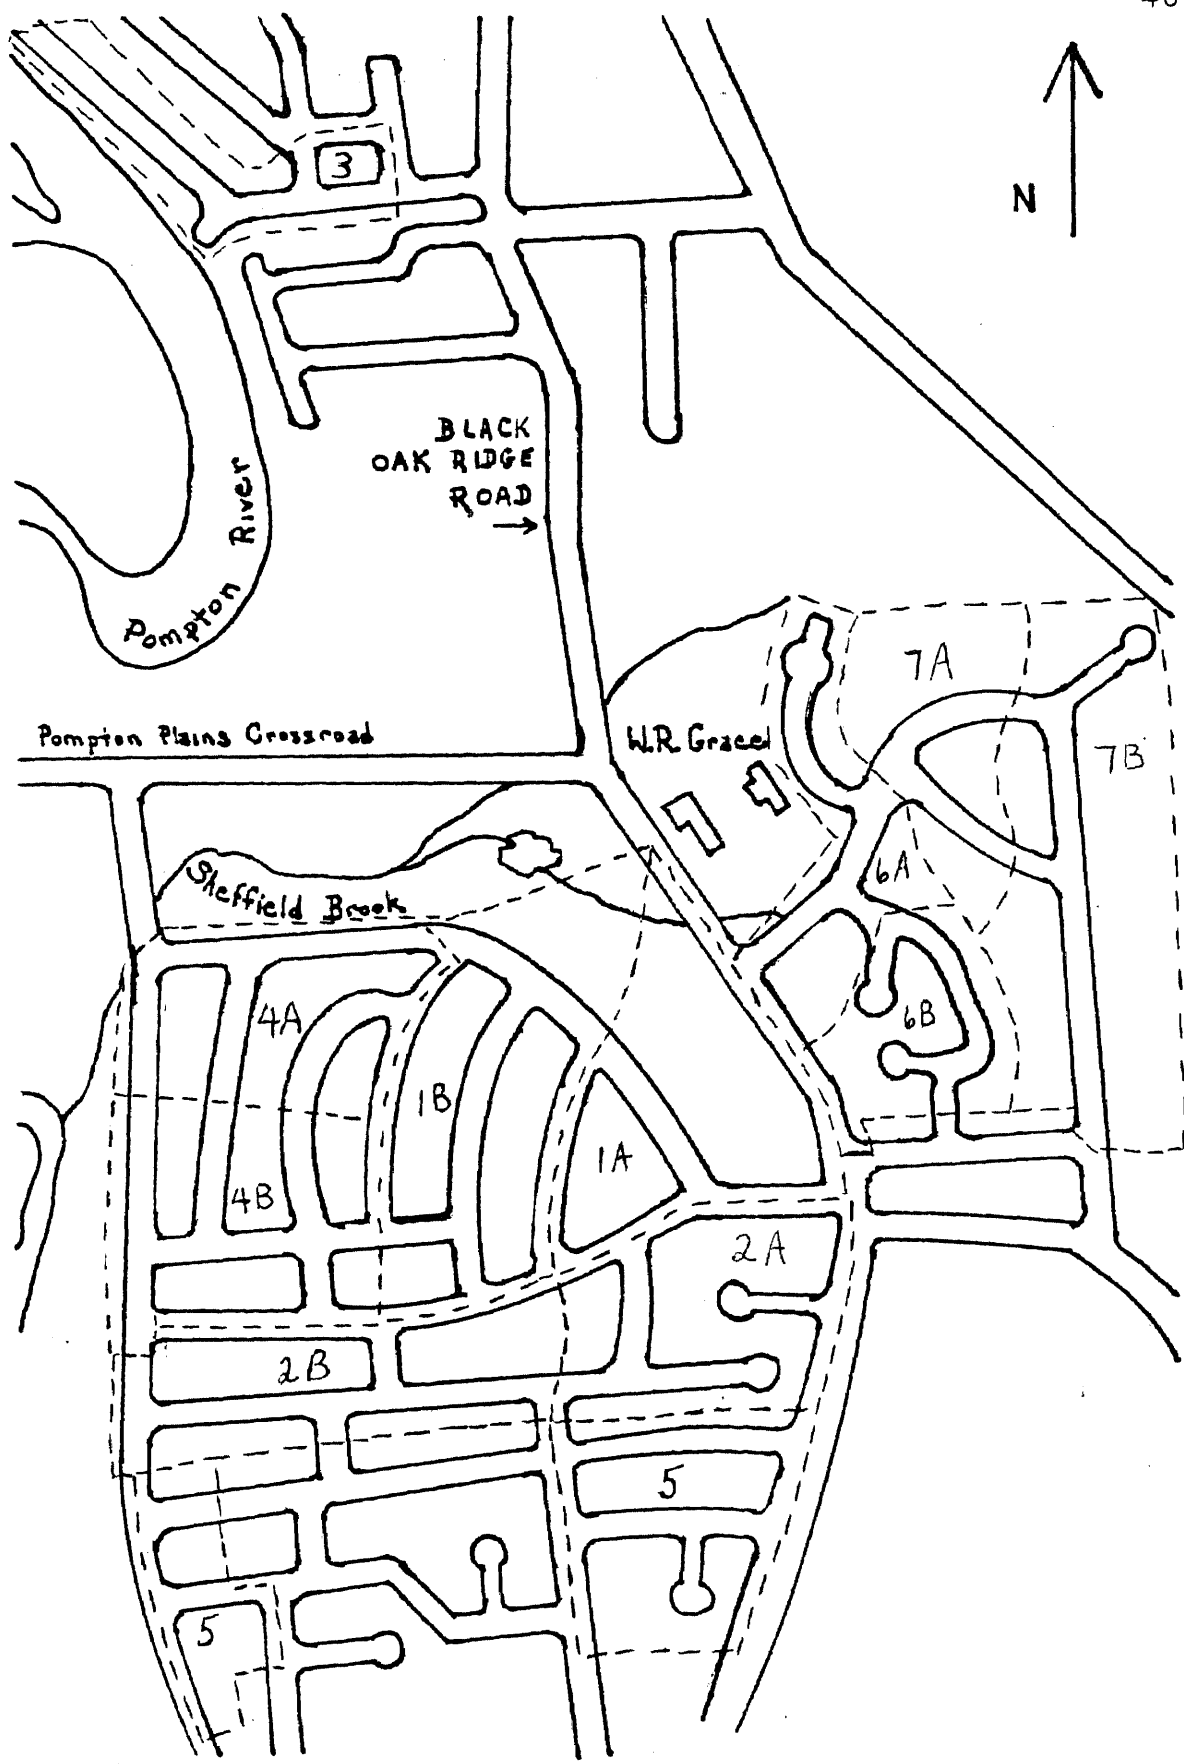 3
N
BLACK
OAK RIDGE
ROAD
Pompton River
7A
Pompton Plains Crossroad
W.R. Grace
7B
6A
Sheffield Brook
4A
6B
1B
1A
4B
2A
2B
5
5